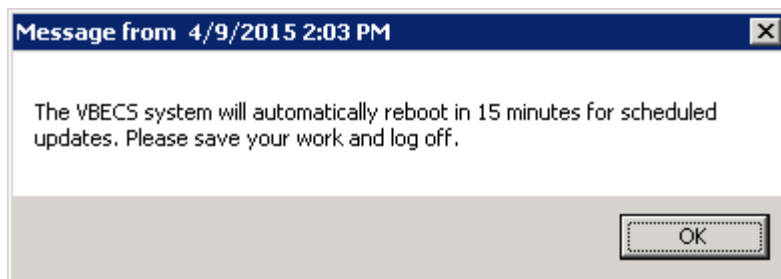 Message from 4/9/2015 2:03 PM
The VBECS system will automatically reboot in 15 minutes for scheduled
updates. Please save your work and log off.
OK